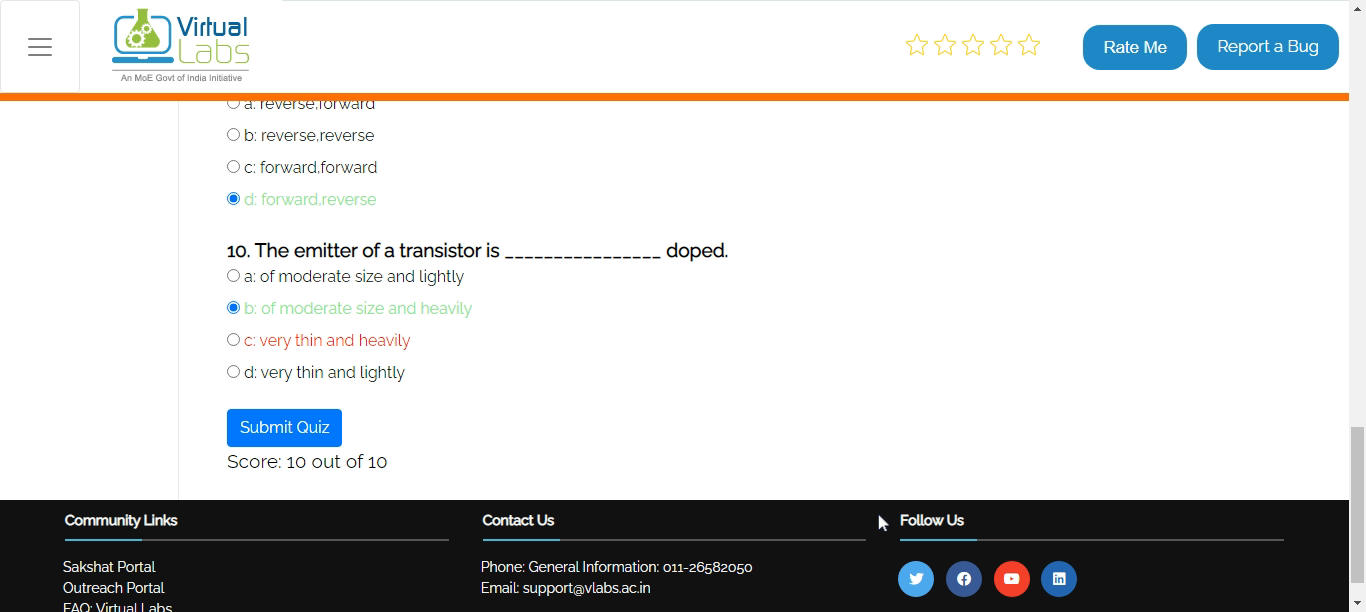 Virtual
Labs
An MoE Govt of India Initiative
Rate Me
Report a Bug
a: reverse,forward
b: reverse,reverse
c: forward,forward
d: forward,reverse
10. The emitter of a transistor is ________________ doped.
a: of moderate size and lightly
b: of moderate size and heavily
c: very thin and heavily
d: very thin and lightly
Submit Quiz
Score: 10 out of 10
Community Links
Sakshat Portal
Outreach Portal
FAQ: Virtual Labs
Contact Us
Phone: General Information: 011-26582050
Email: support@vlabs.ac.in
Follow Us